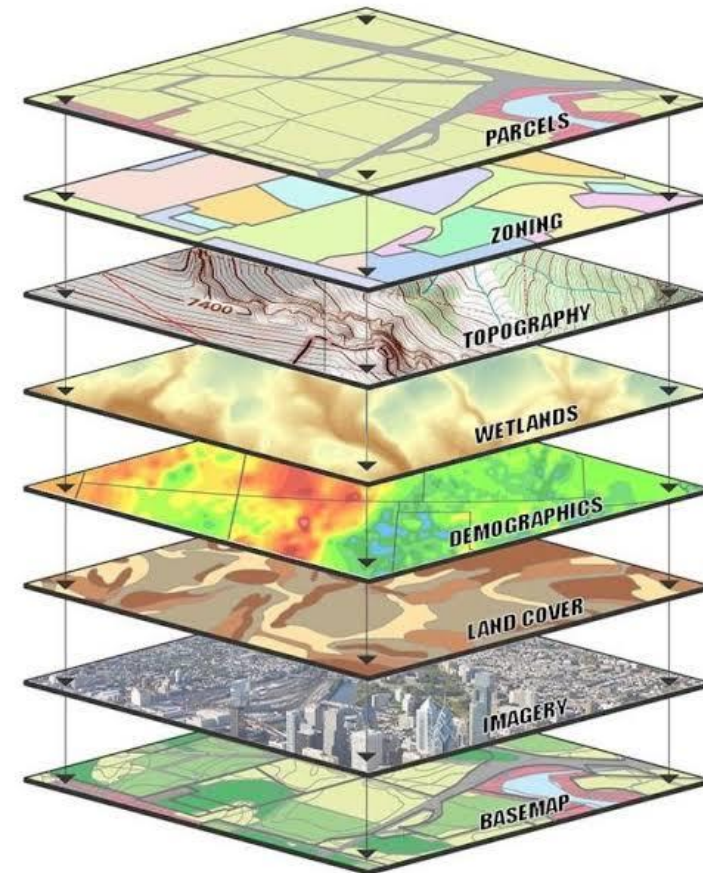 PARCELS
ZONING
7400
TOPOGRAPHY
WETLANDS
DEMOGRAPHICS
LAND COVER
IMAGERY
BASEMAP